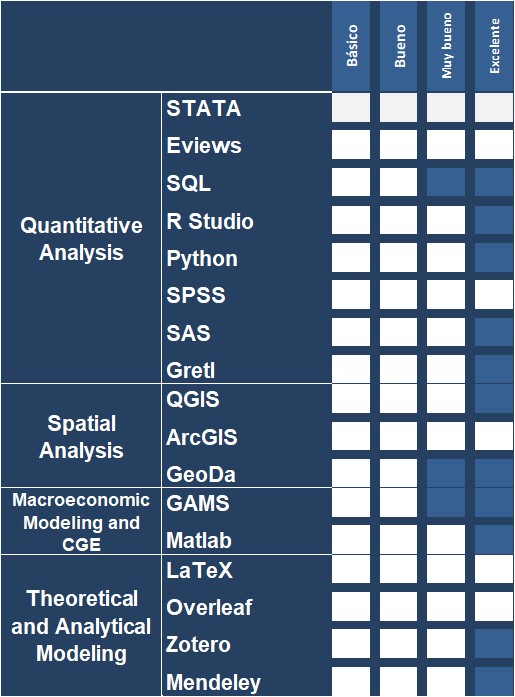 Básico
Bueno
Muy bueno
Excelente
Quantitative
Analysis
STATA
Eviews
SQL
R Studio
Python
SPSS
SAS
Gretl
Spatial
Analysis
QGIS
ArcGIS
GeoDa
Macroeconomic
Modeling and
CGE
GAMS
Matlab
Theoretical
and Analytical
Modeling
LaTeX
Overleaf
Zotero
Mendeley